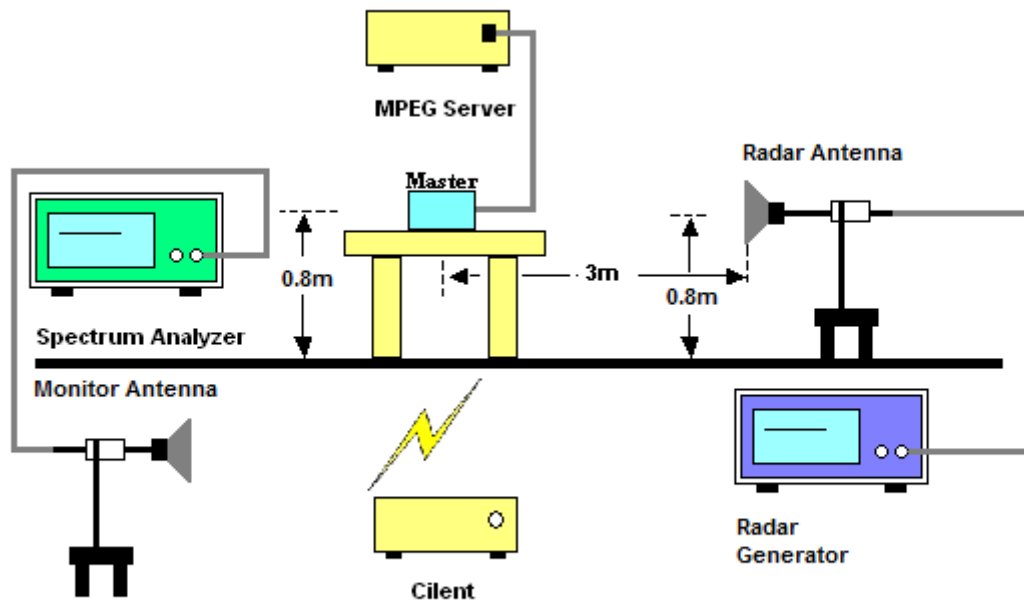 MPEG Server
Radar Antenna
Master
3m
0.8m
0.8m
Spectrum Analyzer
Monitor Antenna
Radar
Generator
Cilent